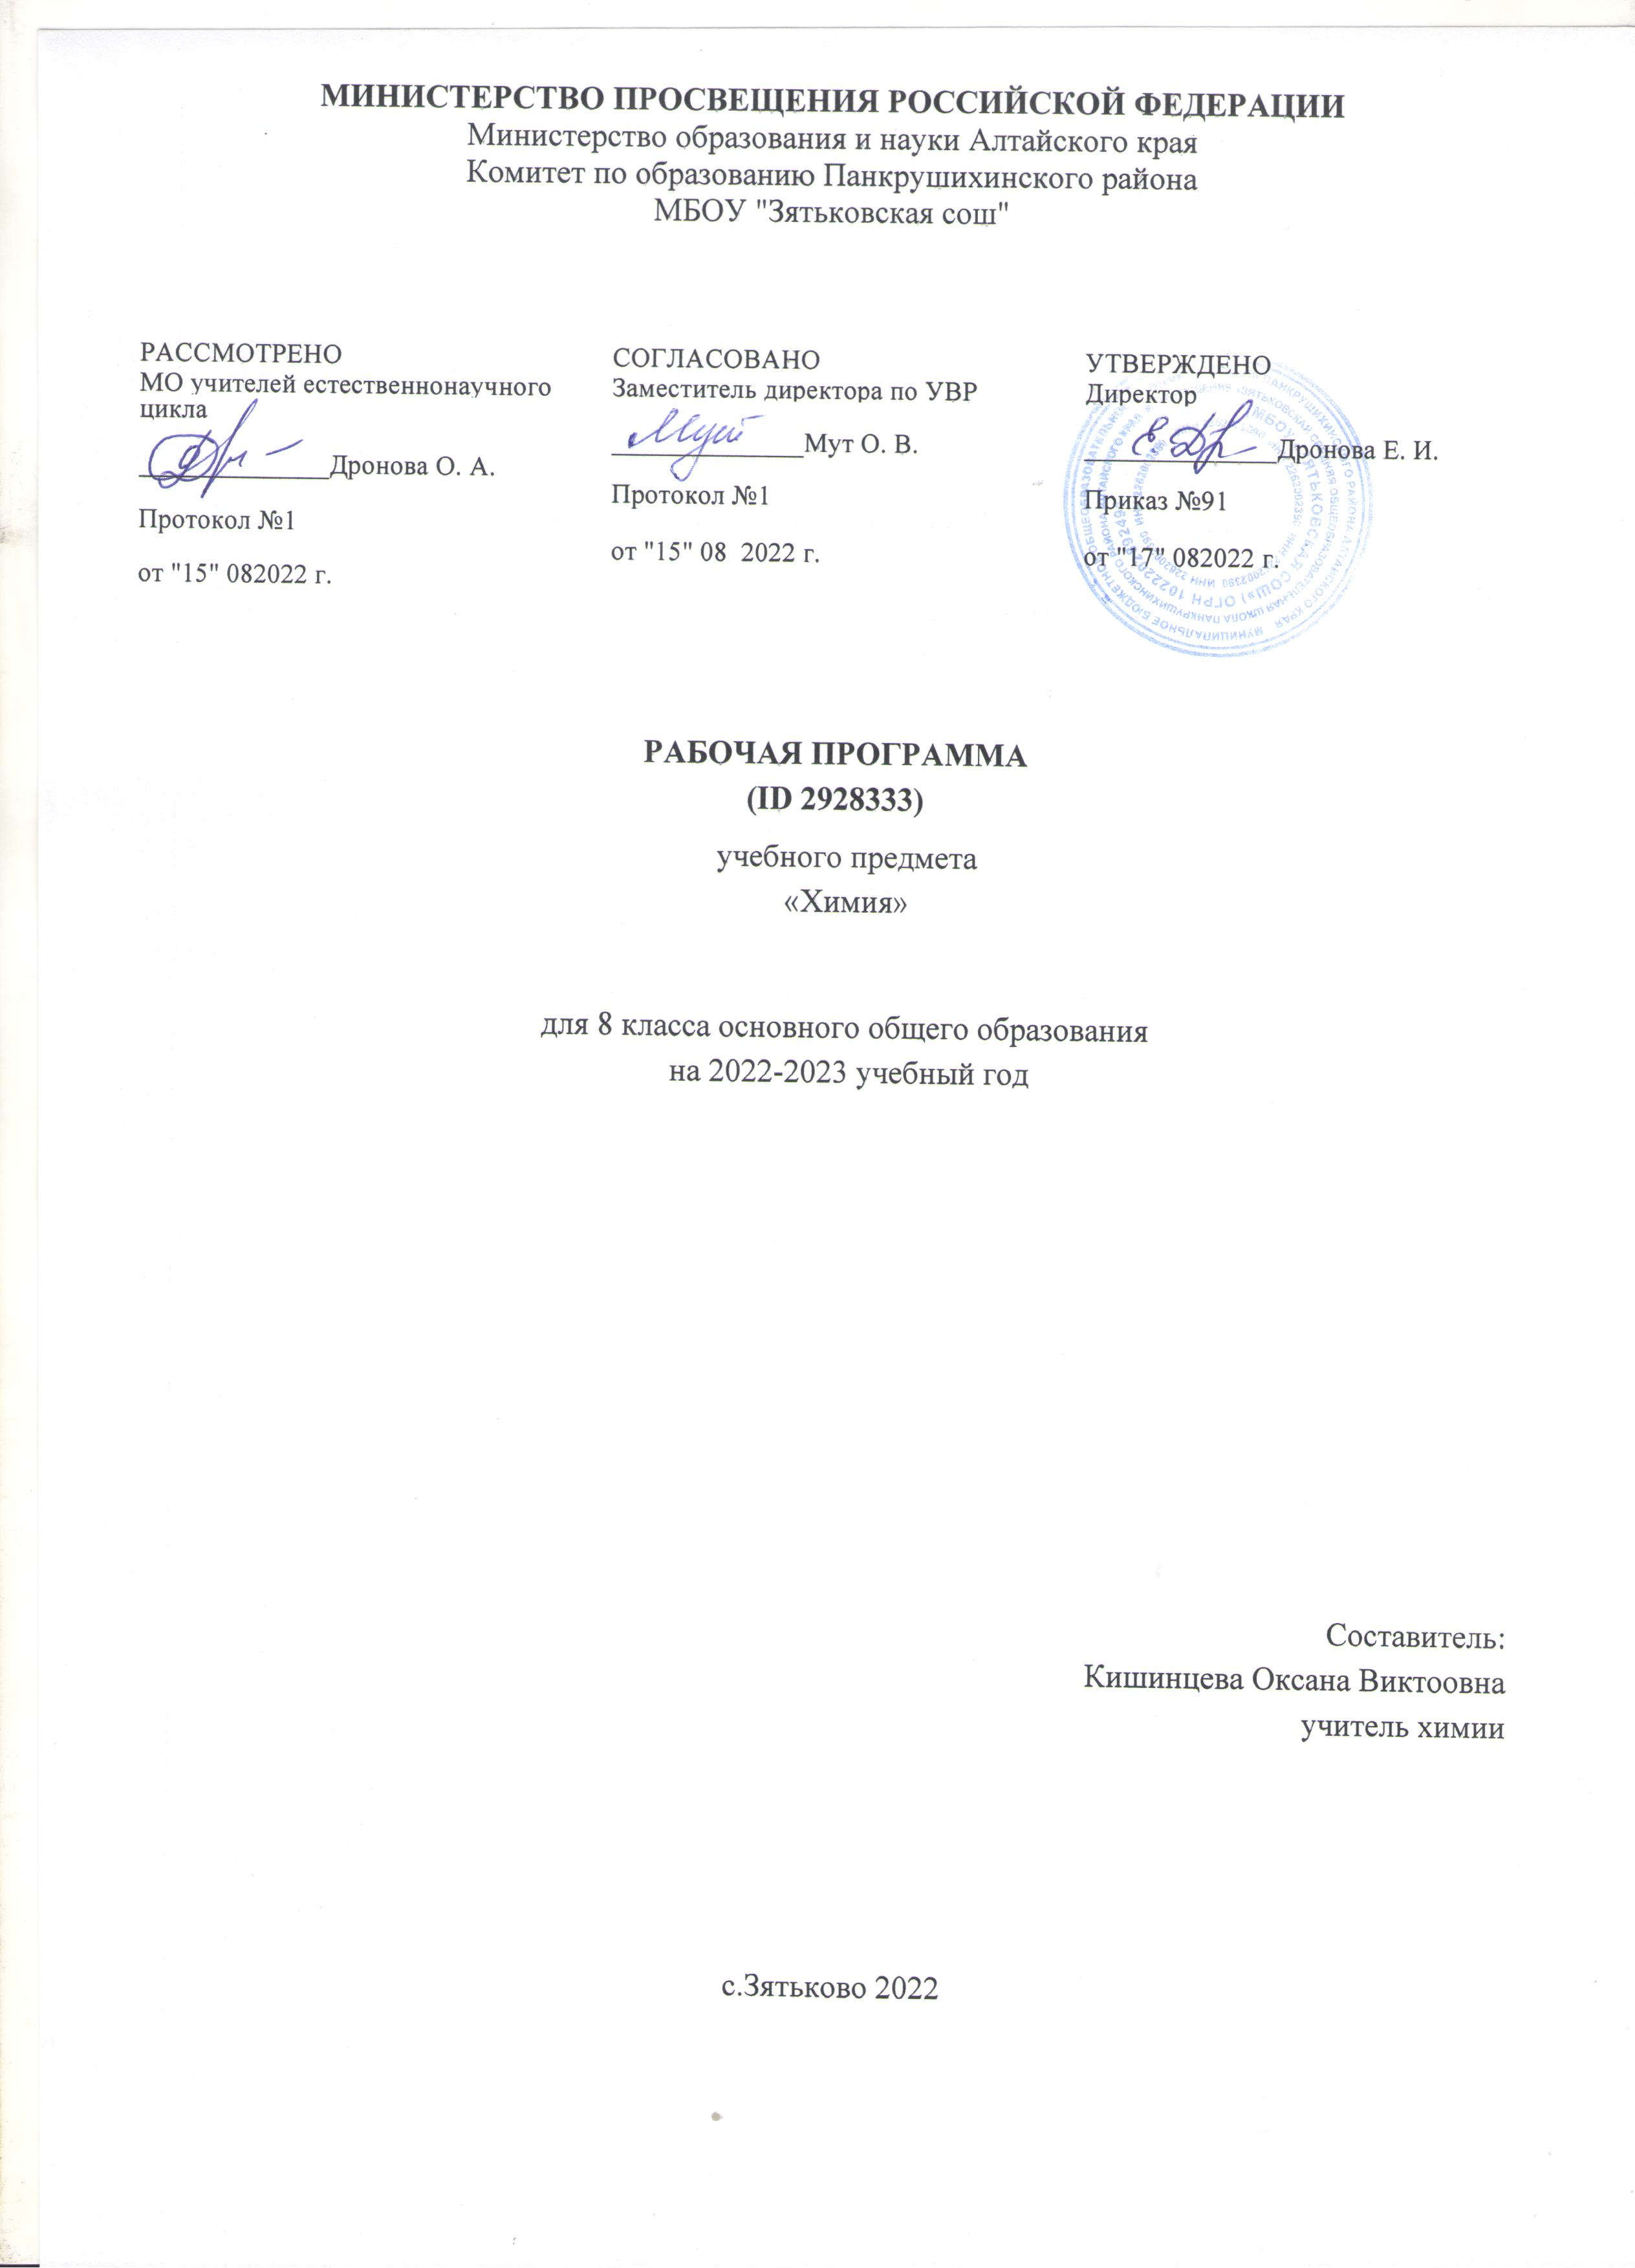 МИНИСТЕРСТВО ПРОСВЕЩЕНИЯ РОССИЙСКОЙ ФЕДЕРАЦИИ
Министерство образования и науки Алтайского края
Комитет по образованию Панкрушихинского района
МБОУ "Зятьковская сош"
РАССМОТРЕНО
МО учителей естественнонаучного
цикла
Дронова О. А.
Протокол №1
от "15" 082022 г.
СОГЛАСОВАНО
Заместитель директора по УВР
Мут О. В.
Протокол №1
от "15" 08 2022 г.
УТВЕРЖДЕНО
Директор
Дронова Е. И.
Приказ №91
от "17" 082022 г.
РАБОЧАЯ ПРОГРАММА
(ID 2928333)
учебного предмета
«Химия»
для 8 класса основного общего образования
на 2022-2023 учебный год
Составитель:
Кишинцева Оксана Виктоовна
учитель химии
с.Зятьково 2022